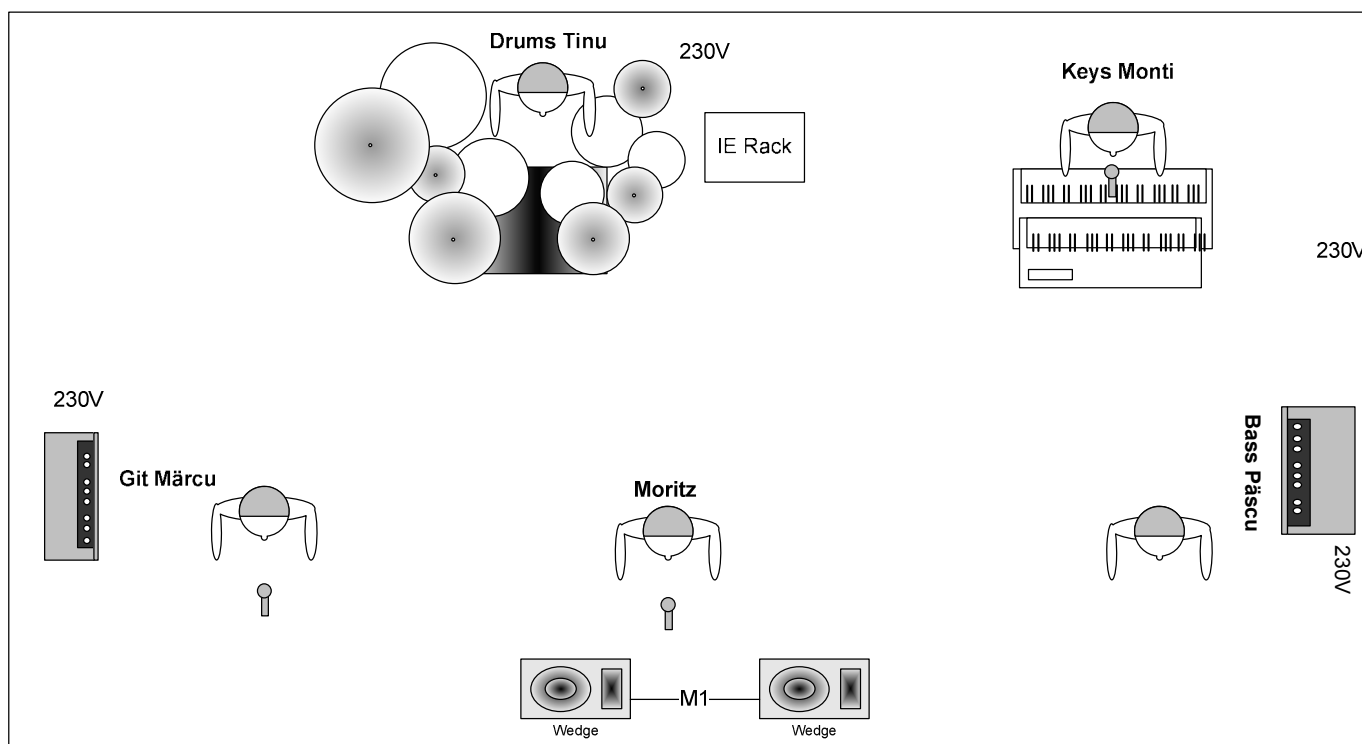 Drums Tinu
230V
Keys Monti
IE Rack
230V
230V
Git Märcu
Moritz
Bass Päscu
230V
M1
Wedge
Wedge